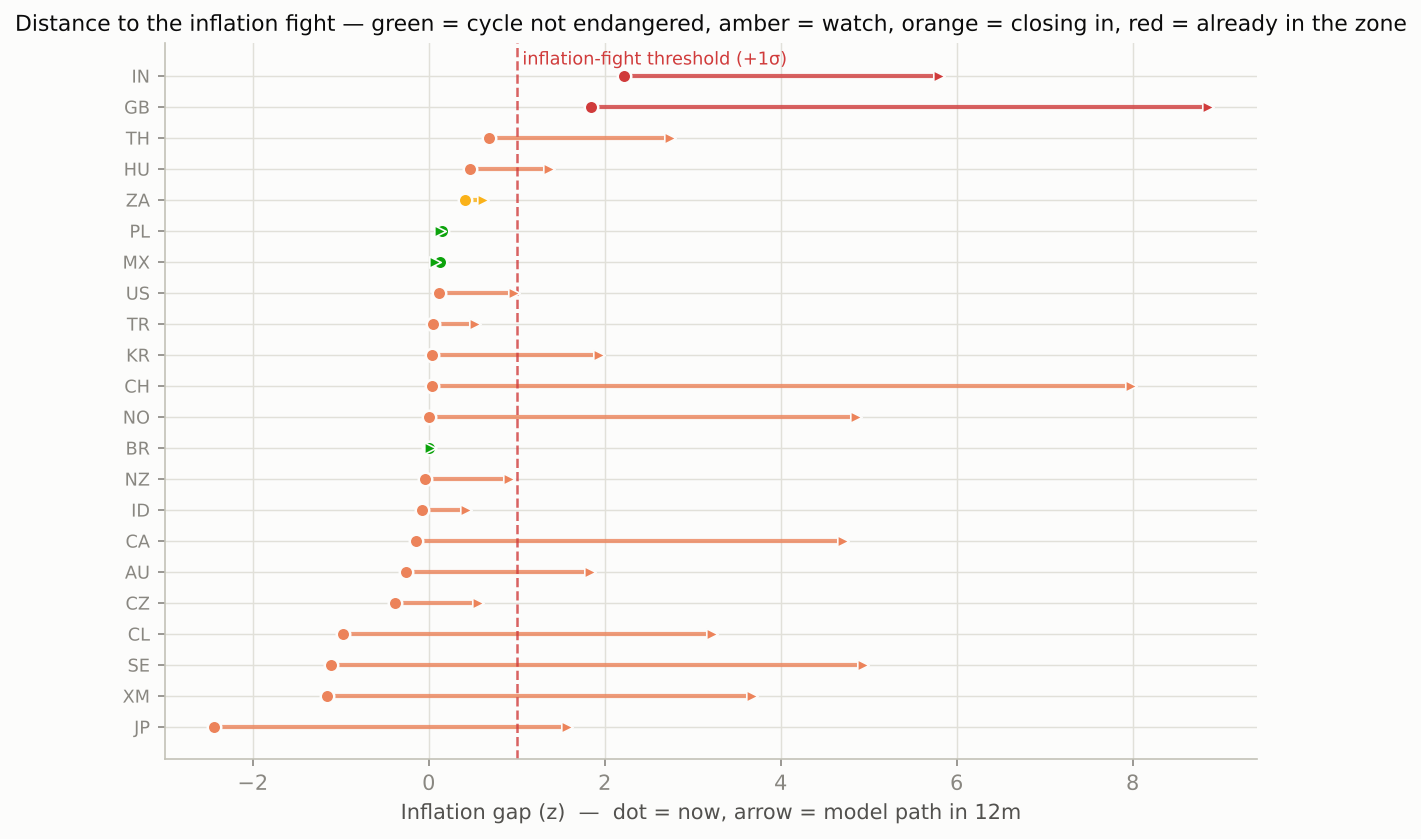 Distance to the inflation fight — green = cycle not endangered, amber = watch, orange = closing in, red = already in the zone
inflation-fight threshold (+1σ)
IN
GB
TH
HU
ZA
PL
MX
US
TR
KR
CH
NO
BR
NZ
ID
CA
AU
CZ
CL
SE
XM
JP
−2 0 2 4 6 8
Inflation gap (z) — dot = now, arrow = model path in 12m